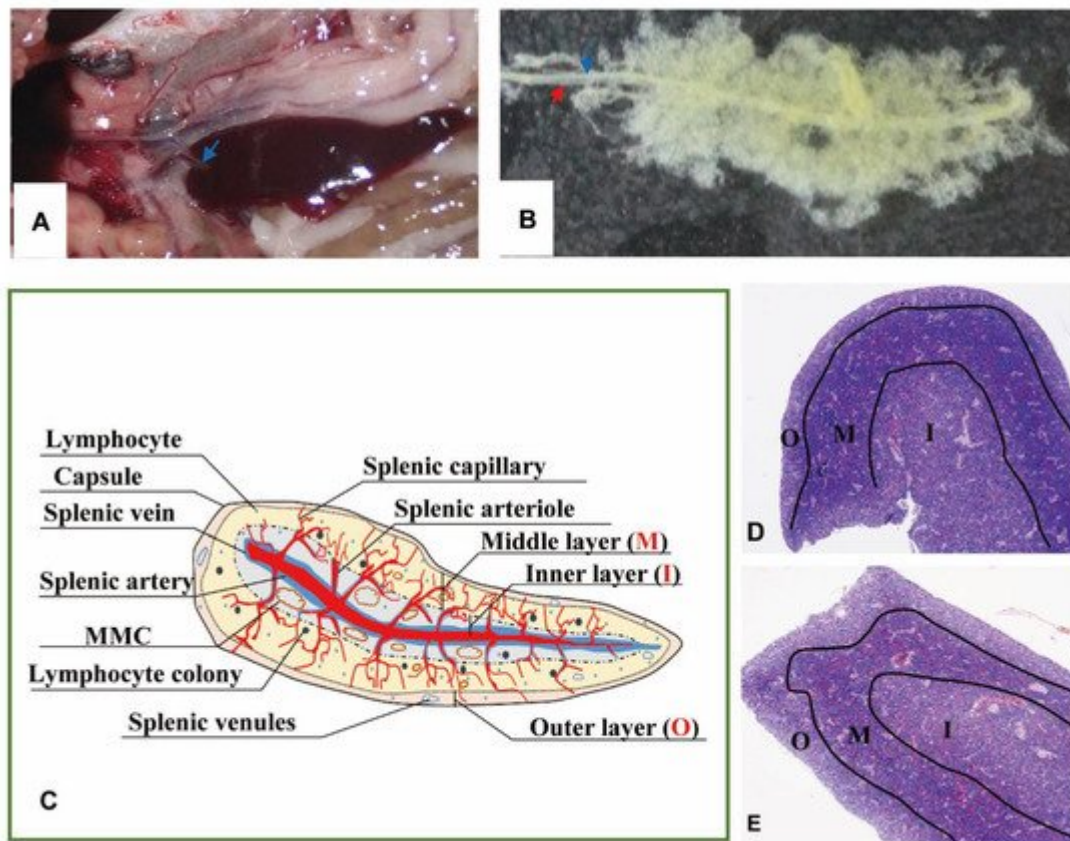 A
B
Lymphocyte
Capsule
Splenic vein
Splenic artery
MMC
Lymphocyte colony
Splenic venules
Splenic capillary
Splenic arteriole
Middle layer (M)
Inner layer (I)
Outer layer (O)
C
O M I
D
O M I
E